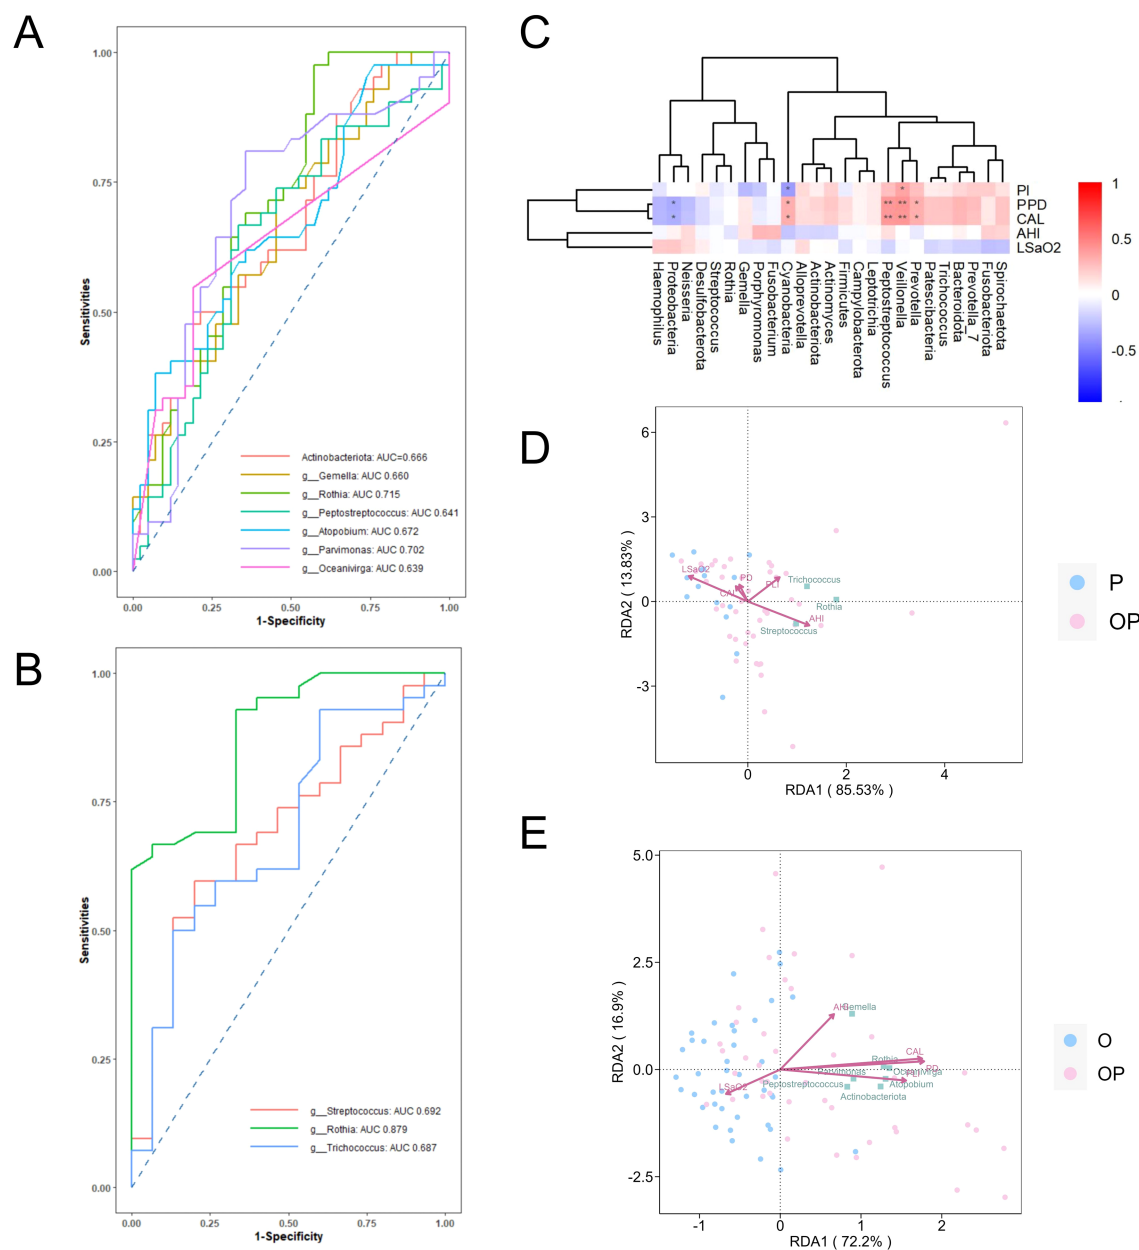 A
1.00
0.75
0.50
0.25
0.00
Sensitivities
Actinobacteriota: AUC=0.666
g__Gemella: AUC 0.660
g__Rothia: AUC 0.715
g__Peptostreptococcus: AUC 0.641
g__Atopobium: AUC 0.672
g__Parvimonas: AUC 0.702
g__Oceanivirga: AUC 0.639
0.00 0.25 0.50 0.75 1.00
1-Specificity
B
1.00
0.75
0.50
0.25
0.00
Sensitivities
g__Streptococcus: AUC 0.692
g__Rothia: AUC 0.879
g__Trichococcus: AUC 0.687
0.00 0.25 0.50 0.75 1.00
1-Specificity
C
PI
PPD
CAL
AHI
LSaO2
* * * * ** ** * * * ** ** *
Haemophilus
Proteobacteria
Neisseria
Desulfobacterota
Streptococcus
Rothia
Gemella
Porphyromonas
Fusobacterium
Cyanobacteria
Alloprevotella
Actinobacteriota
Actinomyces
Firmicutes
Campylobacterota
Leptotrichia
Peptostreptococcus
Veillonella
Prevotella
Patescibacteria
Trichococcus
Bacteroidota
Prevotella_7
Fusobacteriota
Spirochaetota
1
0.5
0
-0.5
D
6
3
0
-3
RDA2 ( 13.83% )
LSaO2
PD
CAL
PLI
Trichococcus
Rothia
AHI
Streptococcus
0 2 4
RDA1 ( 85.53% )
P
OP
E
5.0
2.5
0.0
-2.5
RDA2 ( 16.9% )
AHI
Gemella
CAL
PD
Rothia
Oceanivirga
PLI
Parvimonas
LSaO2
Peptostreptococcus
Atopobium
Actinobacteriota
-1 0 1 2
RDA1 ( 72.2% )
O
OP